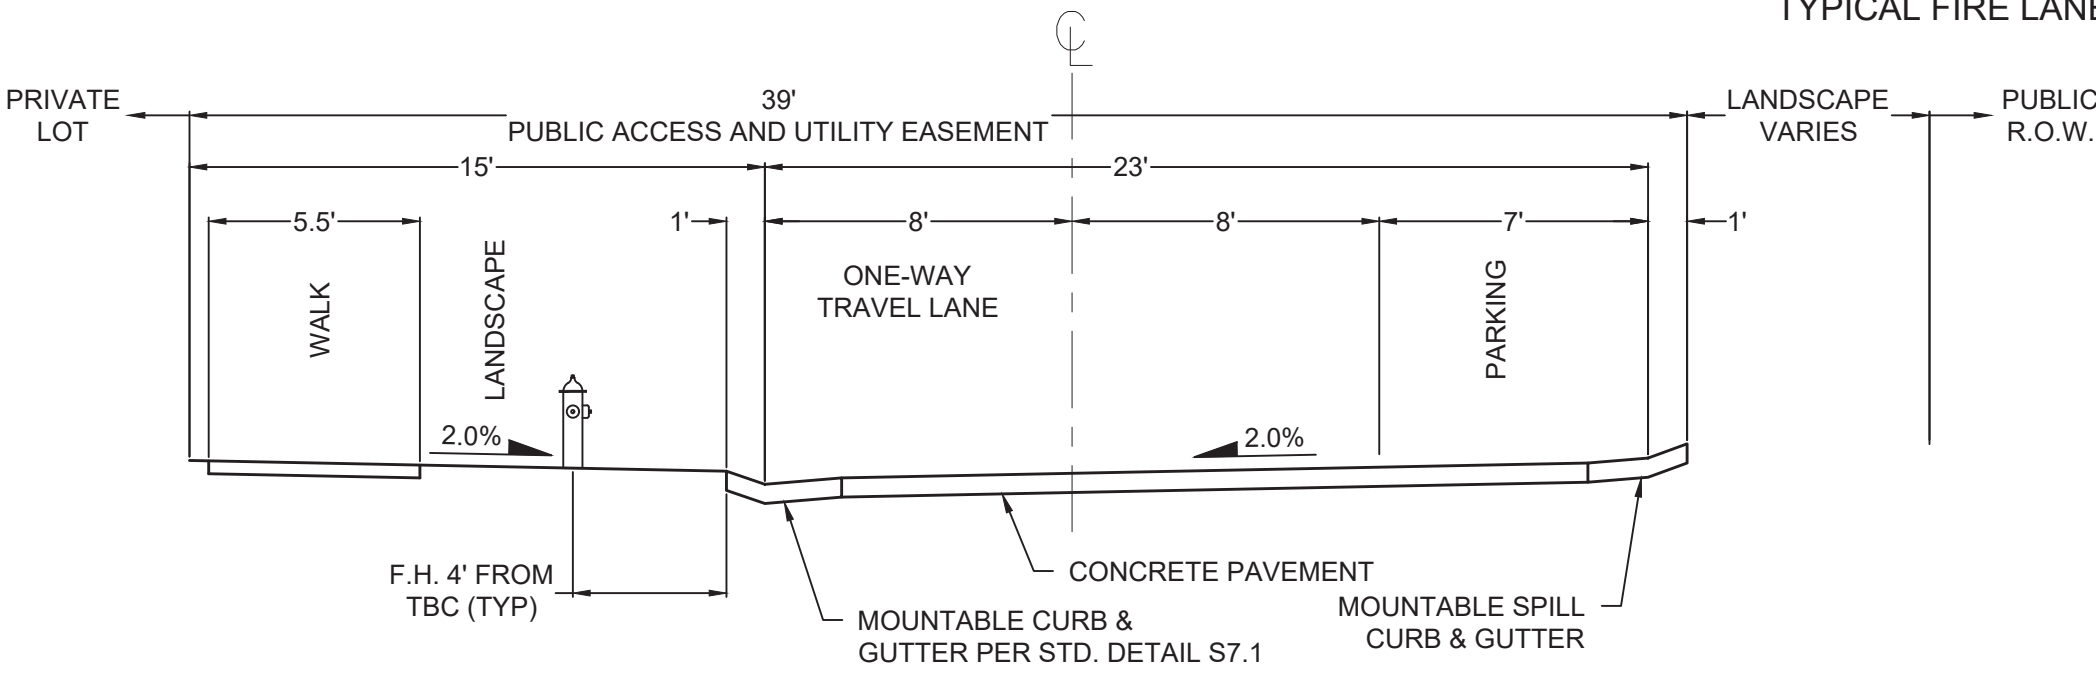 TYPICAL FIRE LANE
℄
PRIVATE
LOT
39'
PUBLIC ACCESS AND UTILITY EASEMENT
LANDSCAPE
VARIES
PUBLIC
R.O.W.
15'
23'
5.5'
1'
8'
8'
7'
1'
WALK
LANDSCAPE
ONE-WAY
TRAVEL LANE
PARKING
2.0%
2.0%
F.H. 4' FROM
TBC (TYP)
CONCRETE PAVEMENT
MOUNTABLE CURB &
GUTTER PER STD. DETAIL S7.1
MOUNTABLE SPILL
CURB & GUTTER